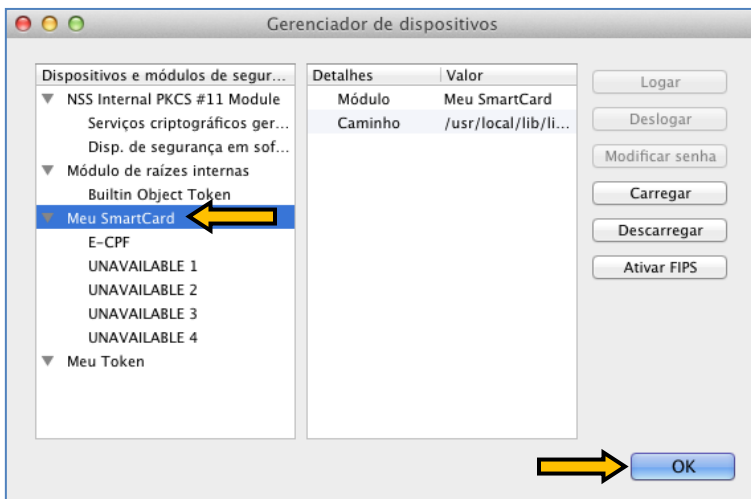 Gerenciador de dispositivos
Dispositivos e módulos de segur...
NSS Internal PKCS #11 Module
Serviços criptográficos ger...
Disp. de segurança em sof...
Módulo de raízes internas
Builtin Object Token
Meu SmartCard
E-CPF
UNAVAILABLE 1
UNAVAILABLE 2
UNAVAILABLE 3
UNAVAILABLE 4
Meu Token
Detalhes Valor
Módulo Meu SmartCard
Caminho /usr/local/lib/li...
Logar
Deslogar
Modificar senha
Carregar
Descarregar
Ativar FIPS
OK